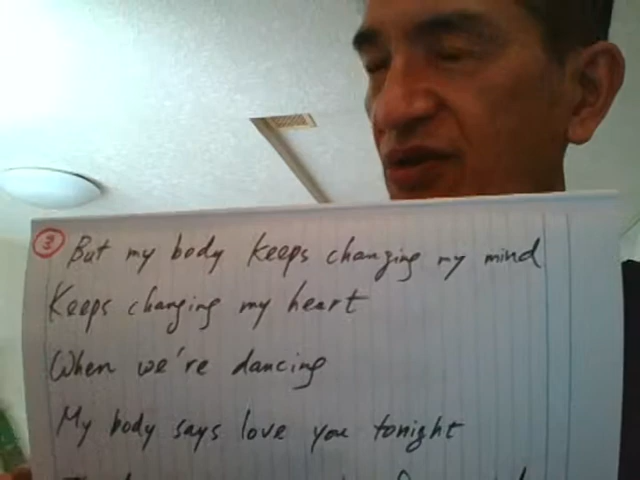 ③ But my body keeps changing my mind
Keeps changing my heart
When we're dancing
My body says love you tonight